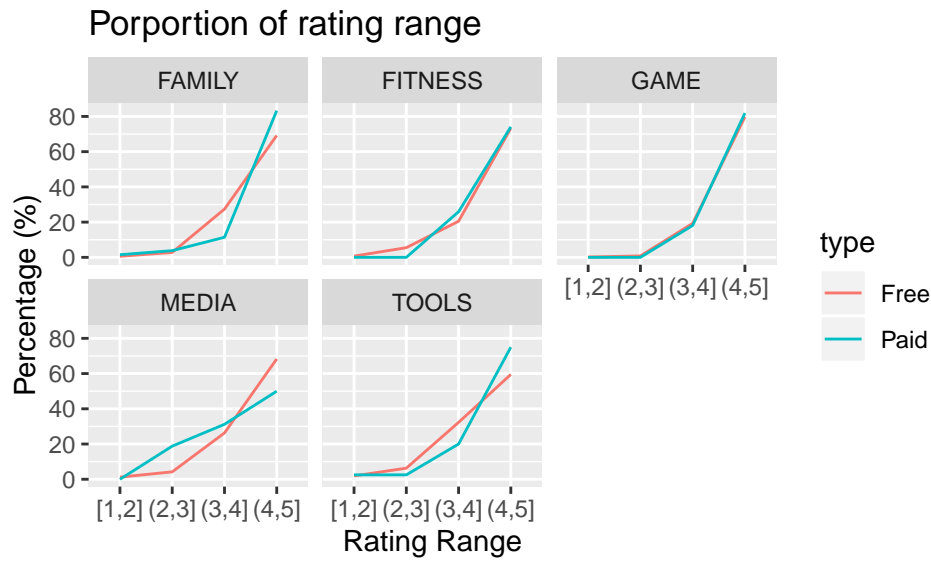 Porportion of rating range
FAMILY
FITNESS
GAME
80
60
40
20
0
[1,2] (2,3] (3,4] (4,5]
MEDIA
TOOLS
80
60
40
20
0
[1,2] (2,3] (3,4] (4,5]
[1,2] (2,3] (3,4] (4,5]
Rating Range
Percentage (%)
type
Free
Paid